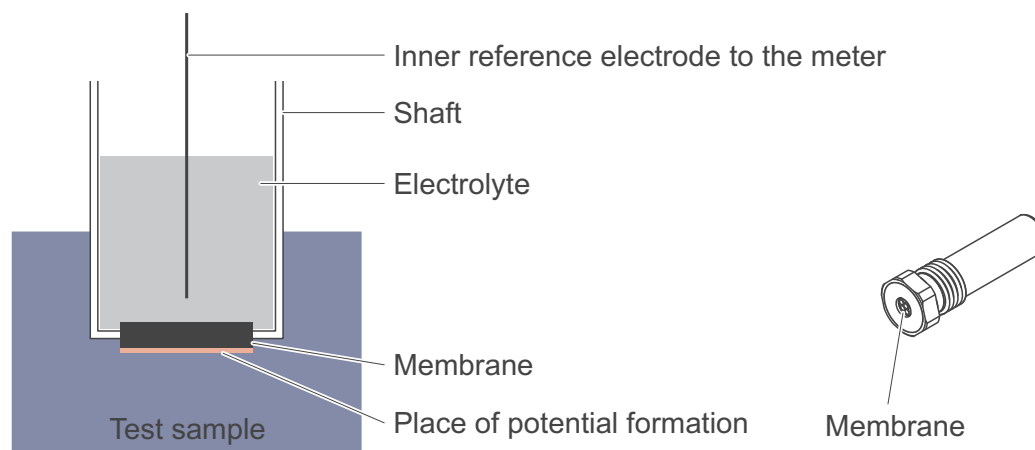 Inner reference electrode to the meter
Shaft
Electrolyte
Membrane
Place of potential formation
Test sample
Membrane